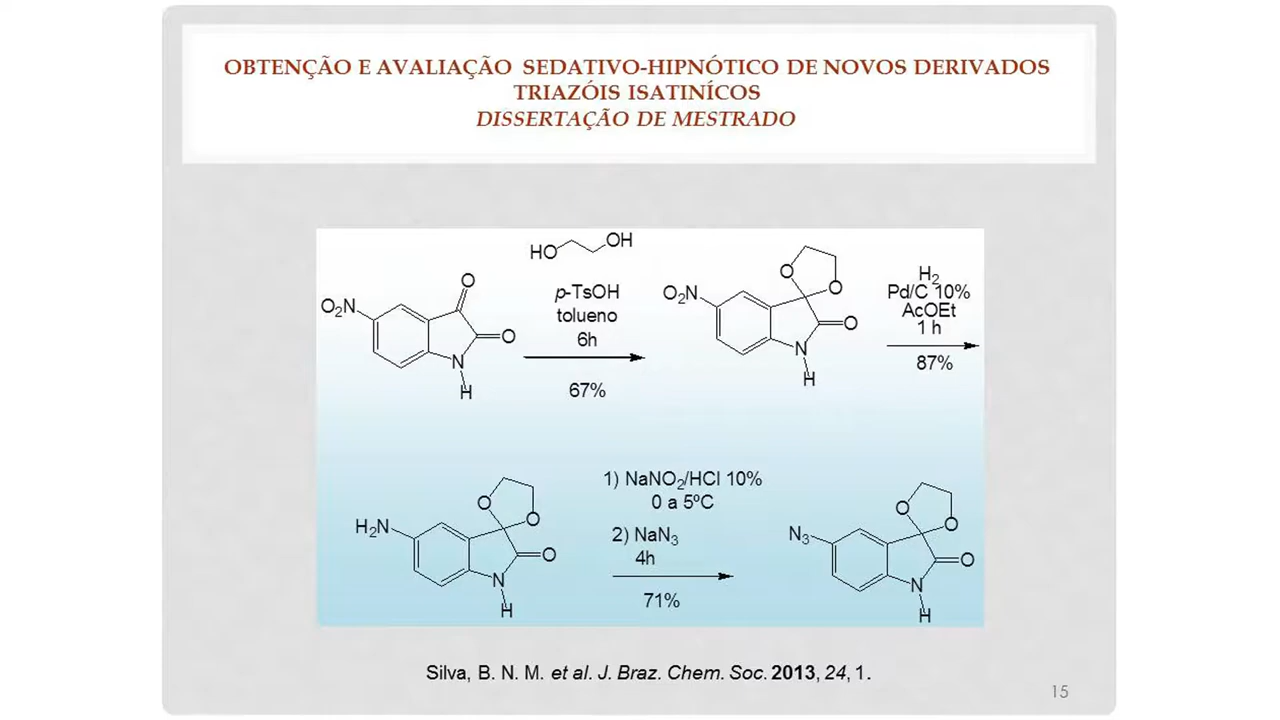 OBTENÇÃO E AVALIAÇÃO SEDATIVO-HIPNÓTICO DE NOVOS DERIVADOS
TRIAZÓIS ISATINÍCOS
DISSERTAÇÃO DE MESTRADO
HO
OH
p-TsOH
tolueno
6h
67%
O₂N
O
O
N
H
O₂N
O
O
O
N
H
H₂
Pd/C 10%
AcOEt
1 h
87%
H₂N
O
O
O
N
H
1) NaNO₂/HCl 10%
0 a 5ºC
2) NaN₃
4h
71%
N₃
O
O
O
N
H
Silva, B. N. M. et al. J. Braz. Chem. Soc. 2013, 24, 1.
15